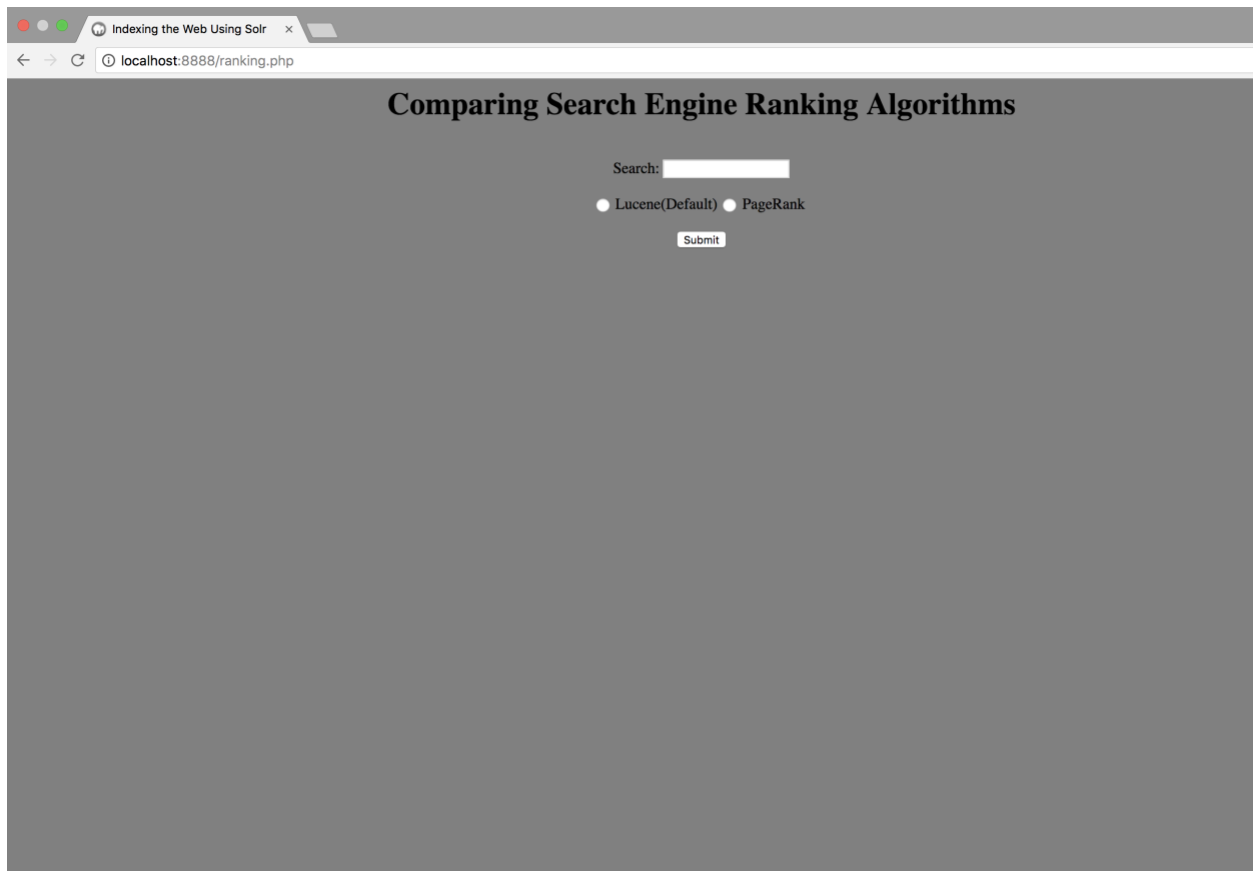 Indexing the Web Using Solr
localhost:8888/ranking.php
Comparing Search Engine Ranking Algorithms
Search:
Lucene(Default) PageRank
Submit